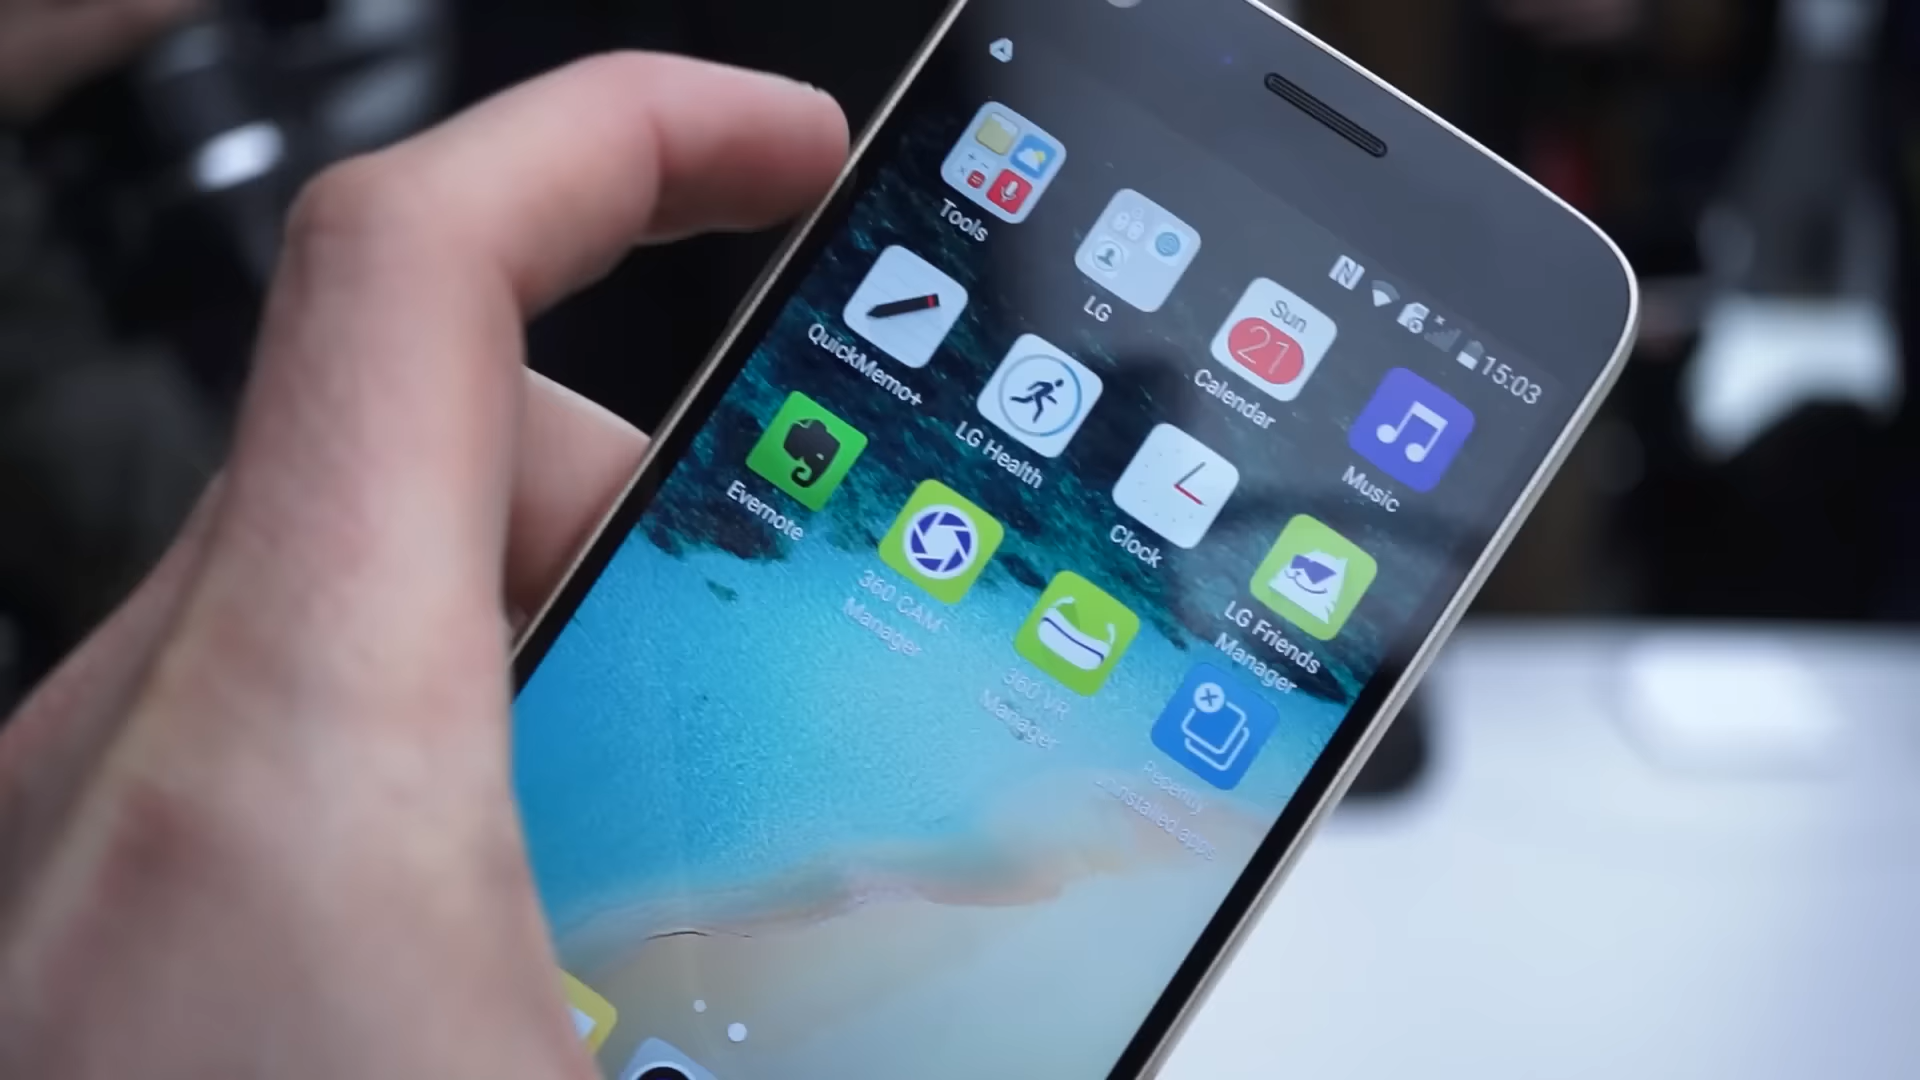 15:03
Tools
LG
Sun
21
Calendar
Music
QuickMemo+
LG Health
Clock
LG Friends
Manager
Evernote
360 CAM
Manager
360 VR
Manager
Recently
uninstalled apps